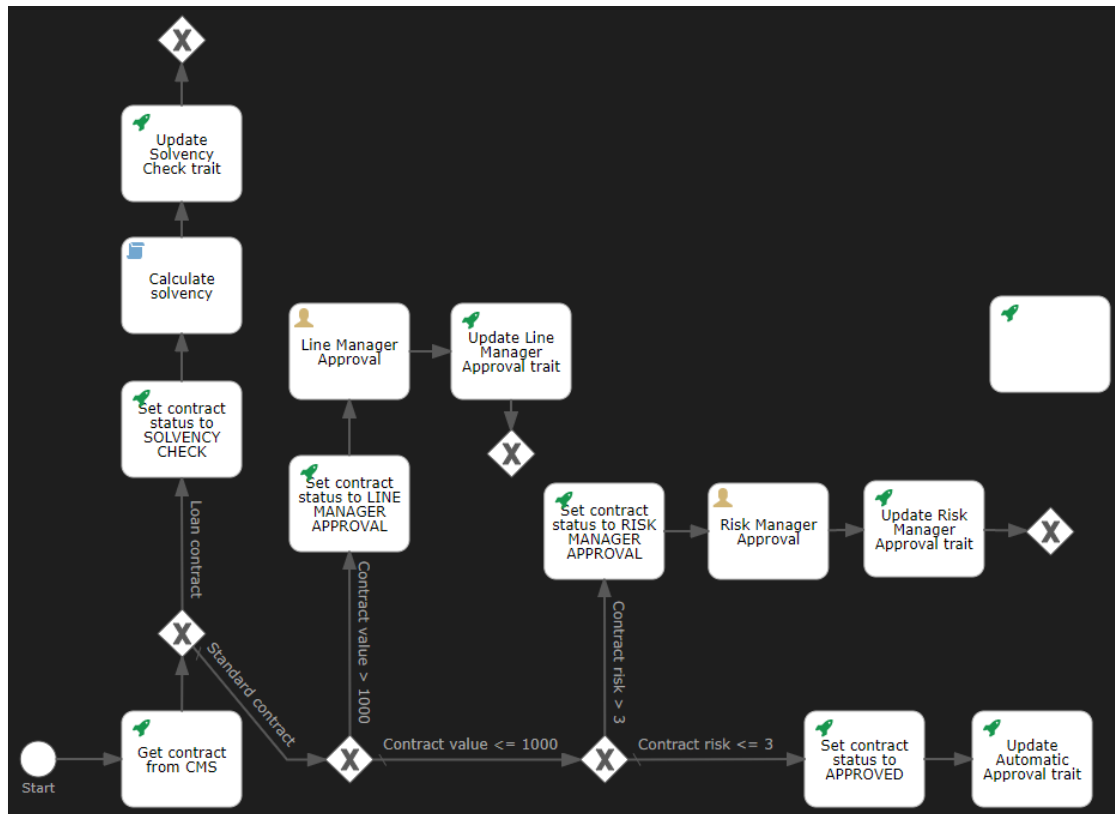 Update
Solvency
Check trait
Calculate
solvency
Line Manager
Approval
Update Line
Manager
Approval trait
Set contract
status to
SOLVENCY
CHECK
Set contract
status to LINE
MANAGER
APPROVAL
Set contract
status to RISK
MANAGER
APPROVAL
Risk Manager
Approval
Update Risk
Manager
Approval trait
Loan contract
Standard contract
Contract value > 1000
Contract risk > 3
Start
Get contract
from CMS
Contract value <= 1000
Contract risk <= 3
Set contract
status to
APPROVED
Update
Automatic
Approval trait